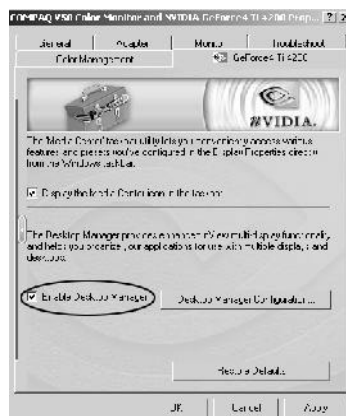 COMPAQ V50 Color Monitor and NVIDIA GeForce4 Ti 4200 Prop... ? X
General Adapter Monitor Troubleshoot
Color Management GeForce4 Ti 4200
NVIDIA.
The 'Media Center' taskbar utility lets you conveniently access various
features and presets you've configured in the Display Properties directly
from the Windows taskbar.
Display the Media Center icon in the taskbar
The Desktop Manager provides enhanced nView multi-display functionality
and helps you organize your applications for use with multiple displays and
desktops.
Enable Desktop Manager Desktop Manager Configuration...
Restore Defaults
OK Cancel Apply